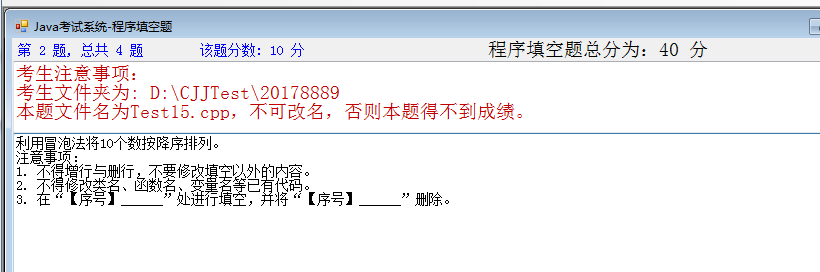 Java考试系统-程序填空题
第 2 题, 总共 4 题 该题分数: 10 分 程序填空题总分为: 40 分
考生注意事项:
考生文件夹为: D:\CJJTest\20178889
本题文件名为Test15.cpp, 不可改名, 否则本题得不到成绩。
利用冒泡法将10个数按降序排列。
注意事项:
1. 不得增行与删行, 不要修改填空以外的内容。
2. 不得修改类名、函数名、变量名等已有代码。
3. 在“【序号】______”处进行填空, 并将“【序号】______”删除。